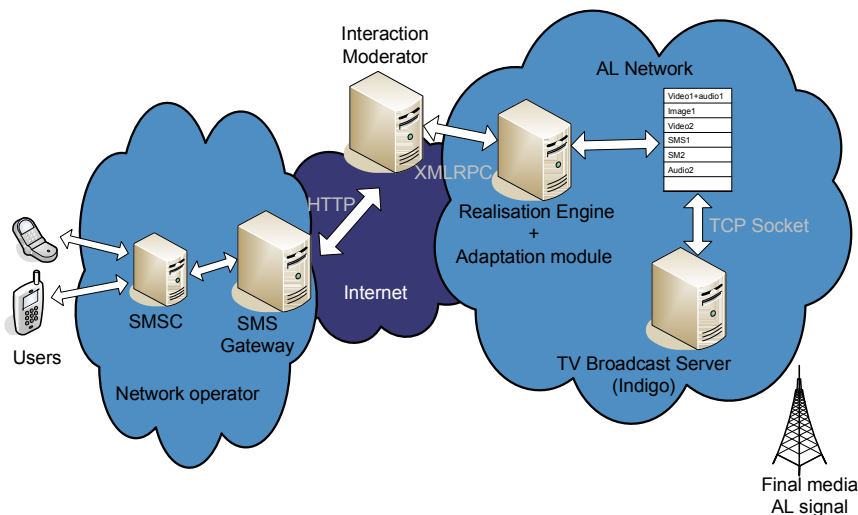 Interaction
Moderator
AL Network
Video1+audio1
Image1
Video2
SMS1
SM2
Audio2
XMLRPC
HTTP
Realisation Engine
+
Adaptation module
TCP Socket
Internet
SMSC
SMS
Gateway
Users
Network operator
TV Broadcast Server
(Indigo)
Final media
AL signal